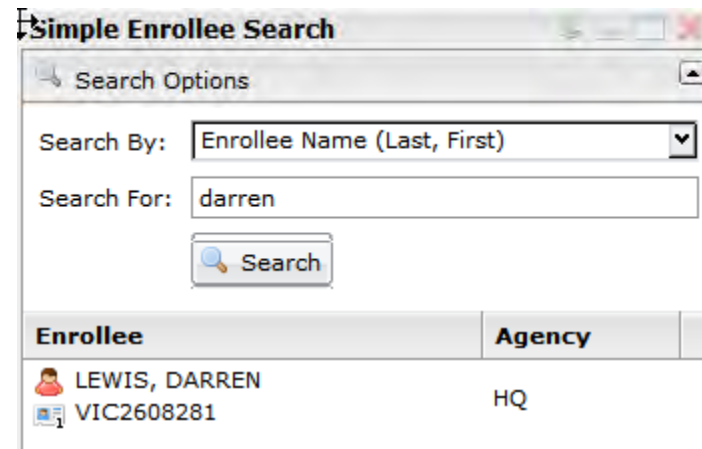 Simple Enrollee Search
Search Options
Search By: Enrollee Name (Last, First)
Search For: darren
Search
Enrollee Agency
LEWIS, DARREN
VIC2608281 HQ
1